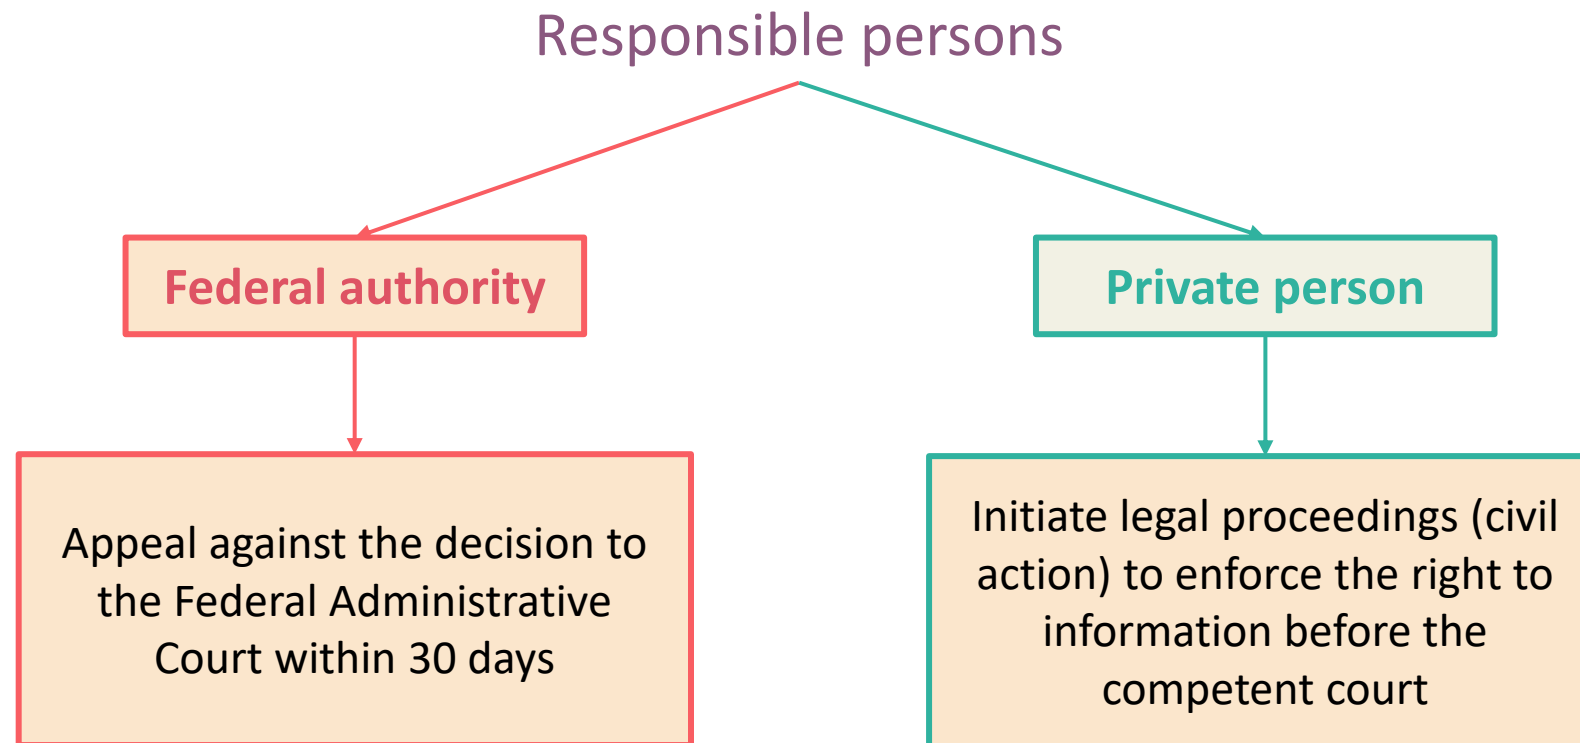 Responsible persons
Federal authority
Private person
Appeal against the decision to
the Federal Administrative
Court within 30 days
Initiate legal proceedings (civil
action) to enforce the right to
information before the
competent court